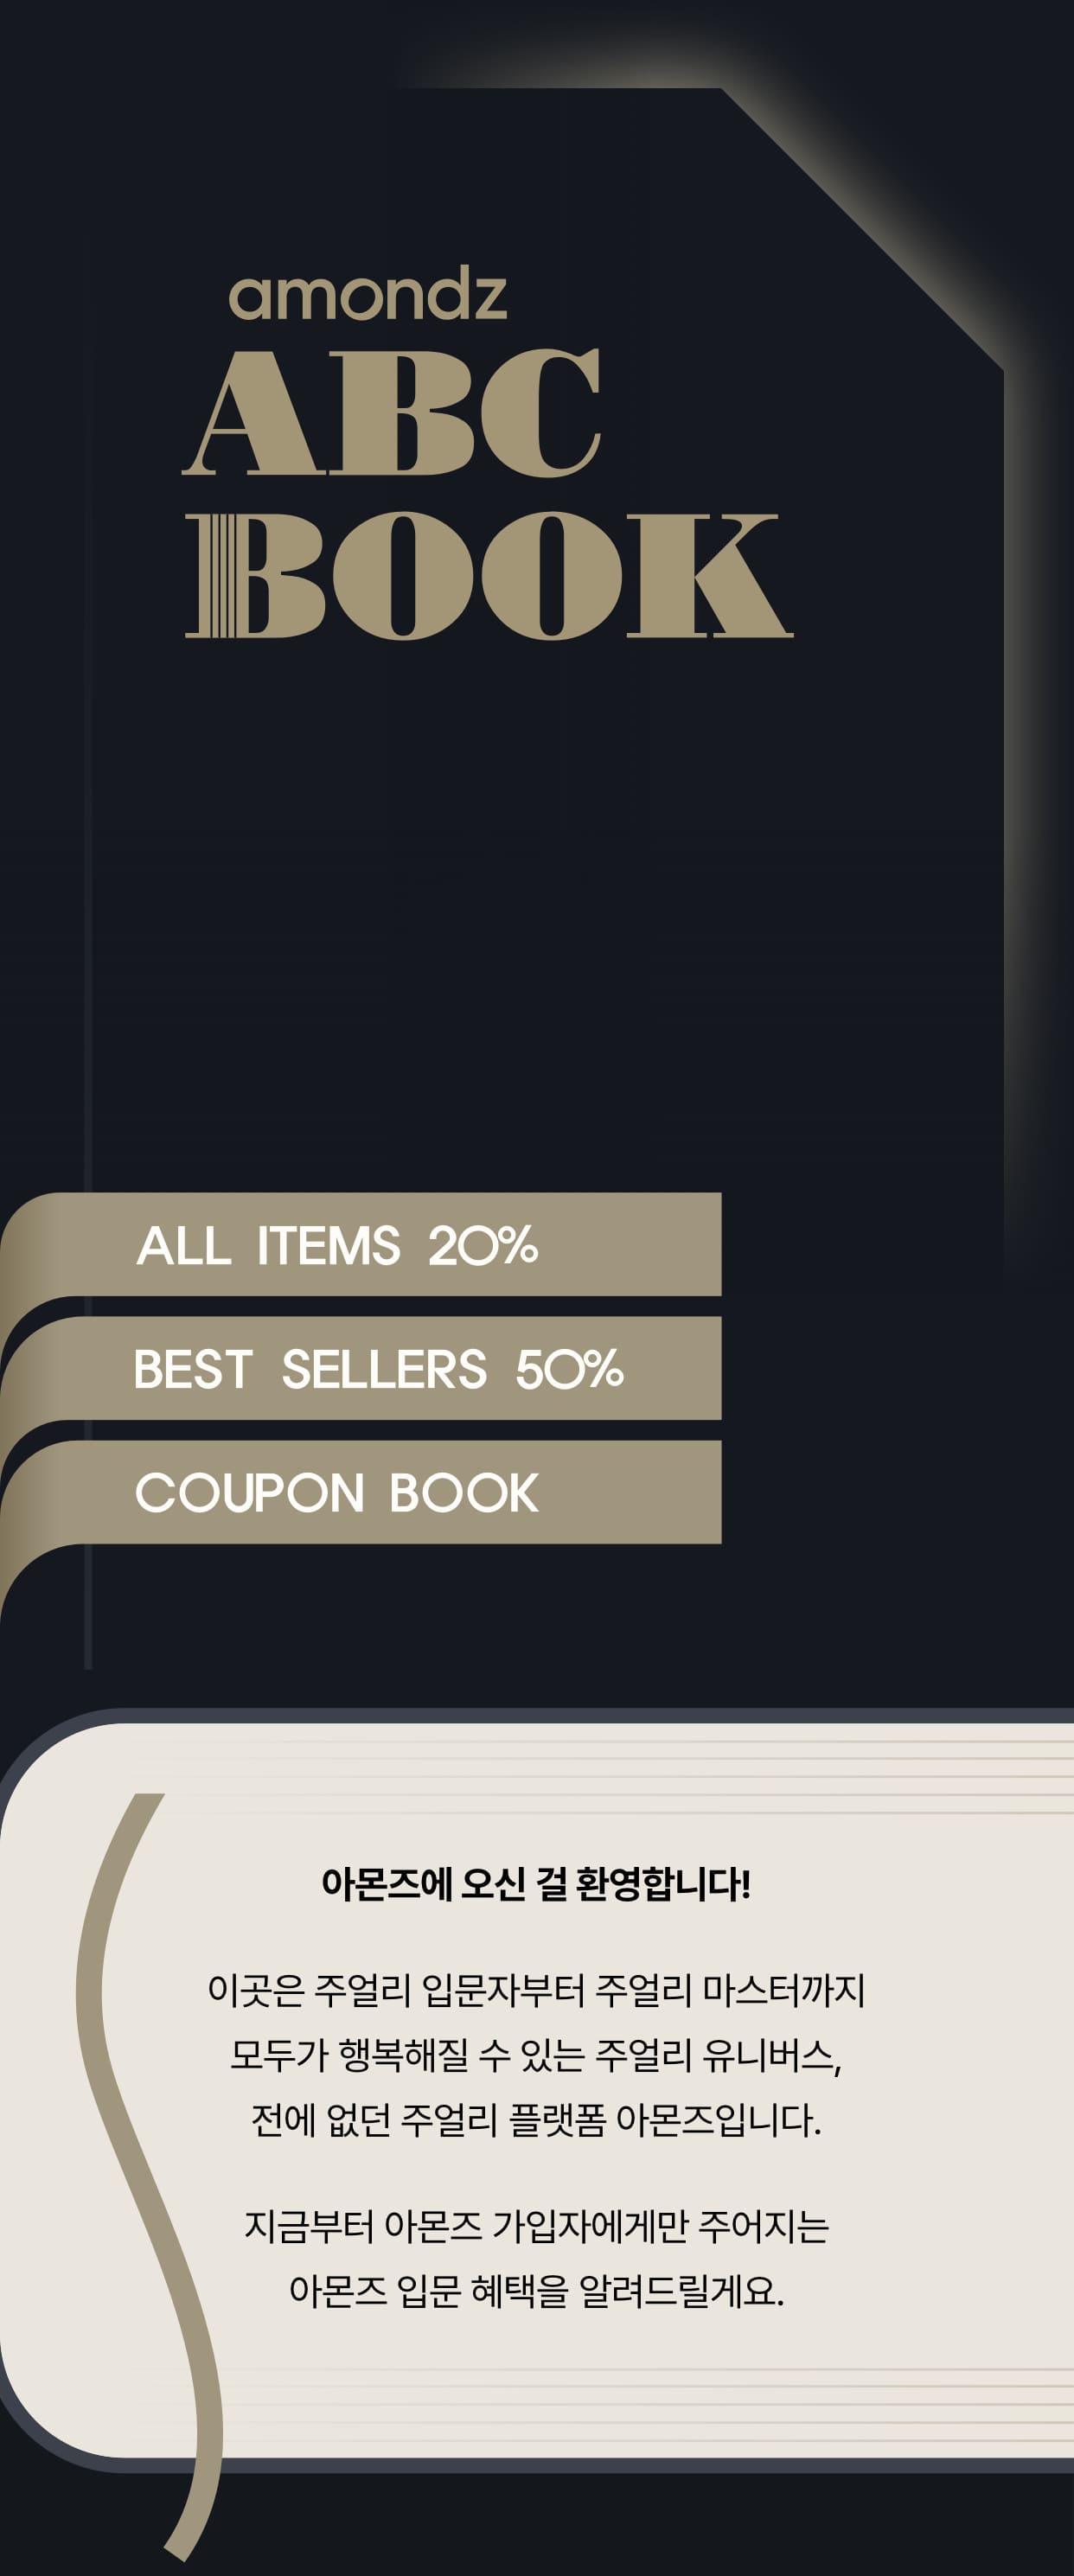 amondz
ABC
BOOK
ALL ITEMS 20%
BEST SELLERS 50%
COUPON BOOK
아몬즈에 오신 걸 환영합니다!
이곳은 주얼리 입문자부터 주얼리 마스터까지
모두가 행복해질 수 있는 주얼리 유니버스,
전에 없던 주얼리 플랫폼 아몬즈입니다.
지금부터 아몬즈 가입자에게만 주어지는
아몬즈 입문 혜택을 알려드릴게요.